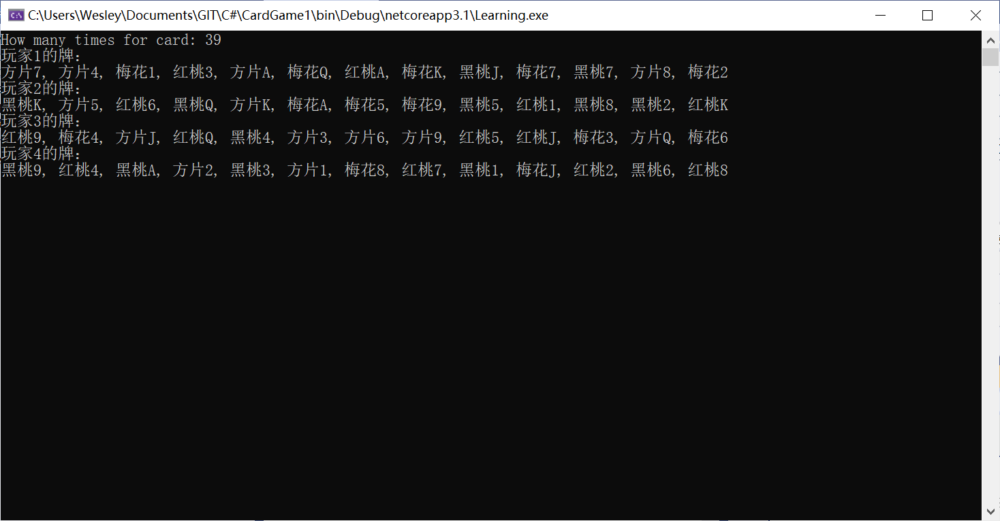 C:\Users\Wesley\Documents\GIT\C#\CardGame1\bin\Debug\netcoreapp3.1\Learning.exe
How many times for card: 39
玩家1的牌：
方片7, 方片4, 梅花1, 红桃3, 方片A, 梅花Q, 红桃A, 梅花K, 黑桃J, 梅花7, 黑桃7, 方片8, 梅花2
玩家2的牌：
黑桃K, 方片5, 红桃6, 黑桃Q, 方片K, 梅花A, 梅花5, 梅花9, 黑桃5, 红桃1, 黑桃8, 黑桃2, 红桃K
玩家3的牌：
红桃9, 梅花4, 方片J, 红桃Q, 黑桃4, 方片3, 方片6, 方片9, 红桃5, 红桃J, 梅花3, 方片Q, 梅花6
玩家4的牌：
黑桃9, 红桃4, 黑桃A, 方片2, 黑桃3, 方片1, 梅花8, 红桃7, 黑桃1, 梅花J, 红桃2, 黑桃6, 红桃8